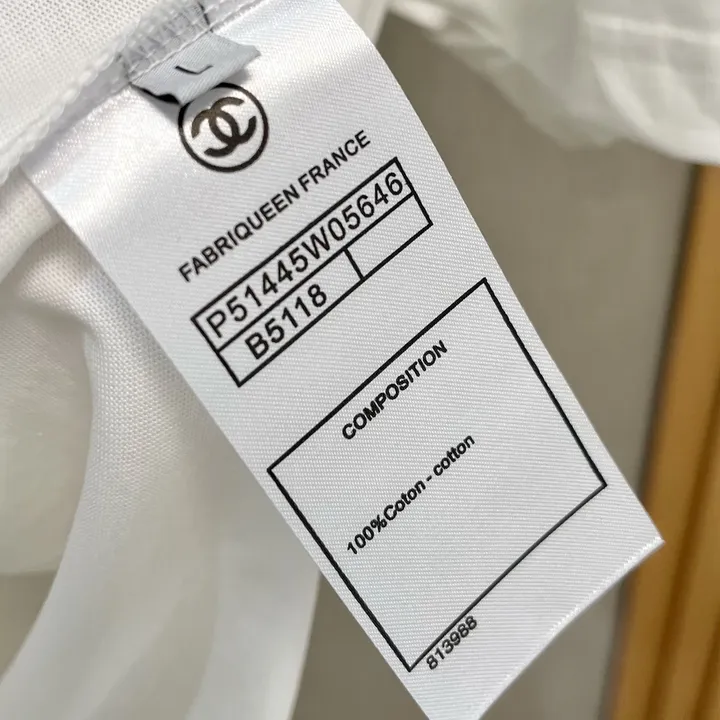 L
FABRIQUEEN FRANCE
P51445W05646
B5118
COMPOSITION
100%Coton - cotton
813988